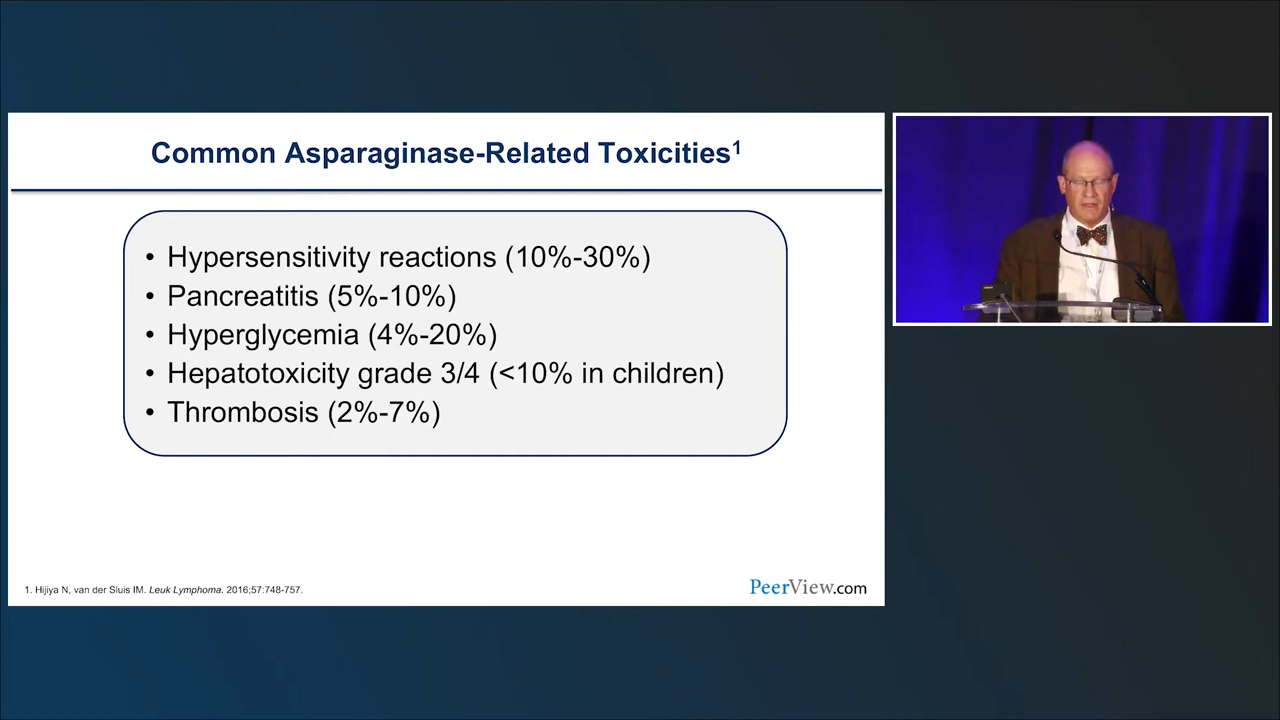 Common Asparaginase-Related Toxicities1
• Hypersensitivity reactions (10%-30%)
• Pancreatitis (5%-10%)
• Hyperglycemia (4%-20%)
• Hepatotoxicity grade 3/4 (<10% in children)
• Thrombosis (2%-7%)
1. Hijiya N, van der Sluis IM. Leuk Lymphoma. 2016;57:748-757.
PeerView.com